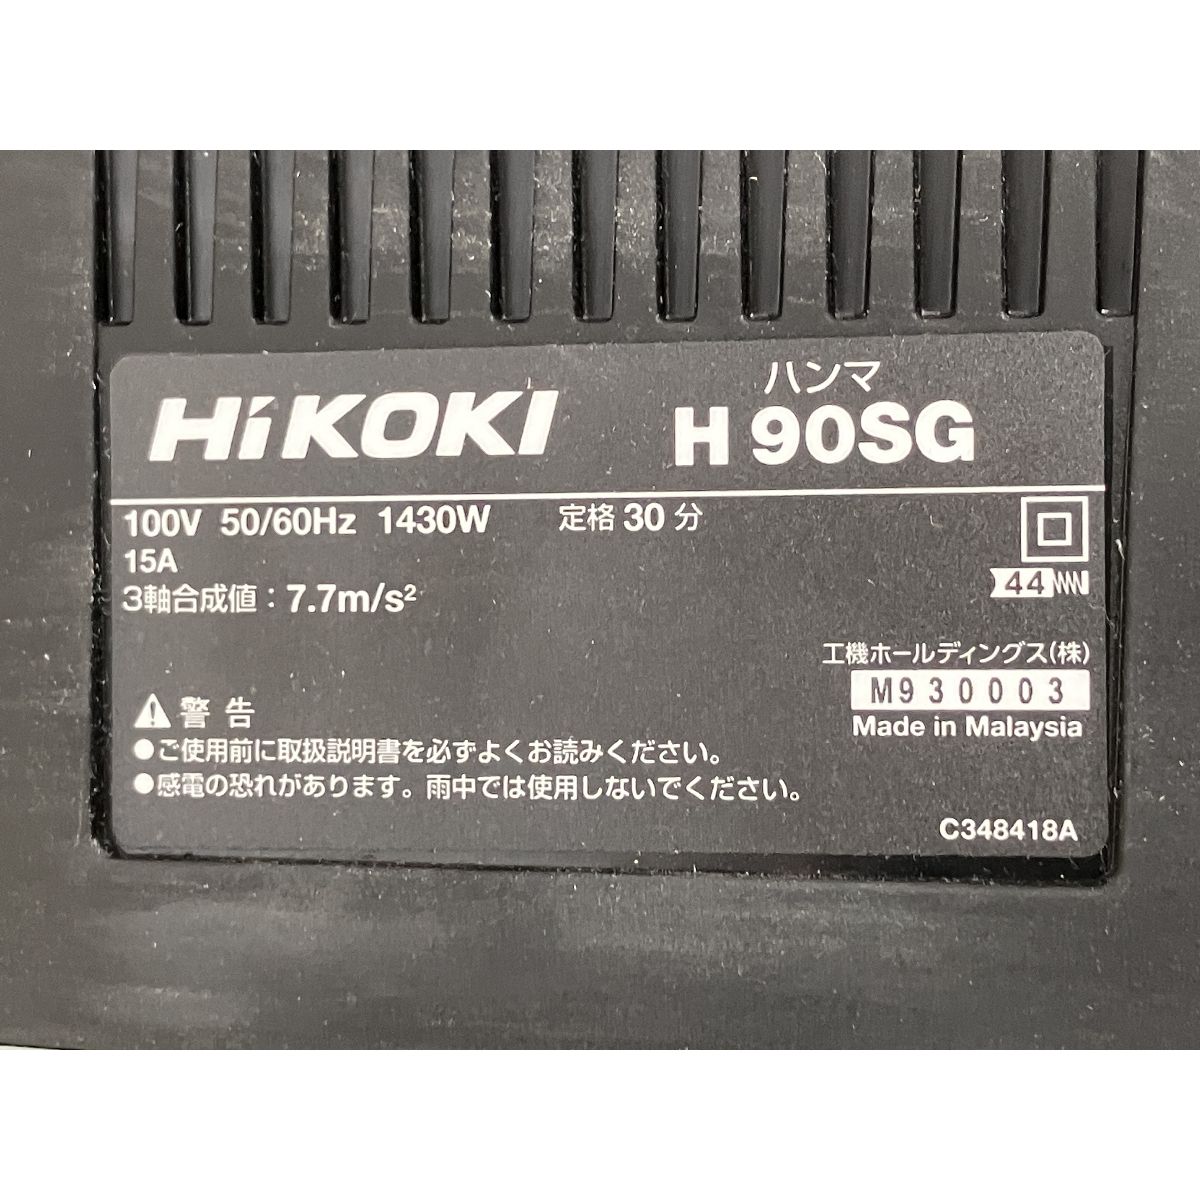 HiKOKI
ハンマ
H 90SG
100V 50/60Hz 1430W 定格 30 分
15A
3軸合成値：7.7m/s²
44
工機ホールディングス(株)
M930003
Made in Malaysia
警告
●ご使用前に取扱説明書を必ずよくお読みください。
●感電の恐れがあります。雨中では使用しないでください。
C348418A